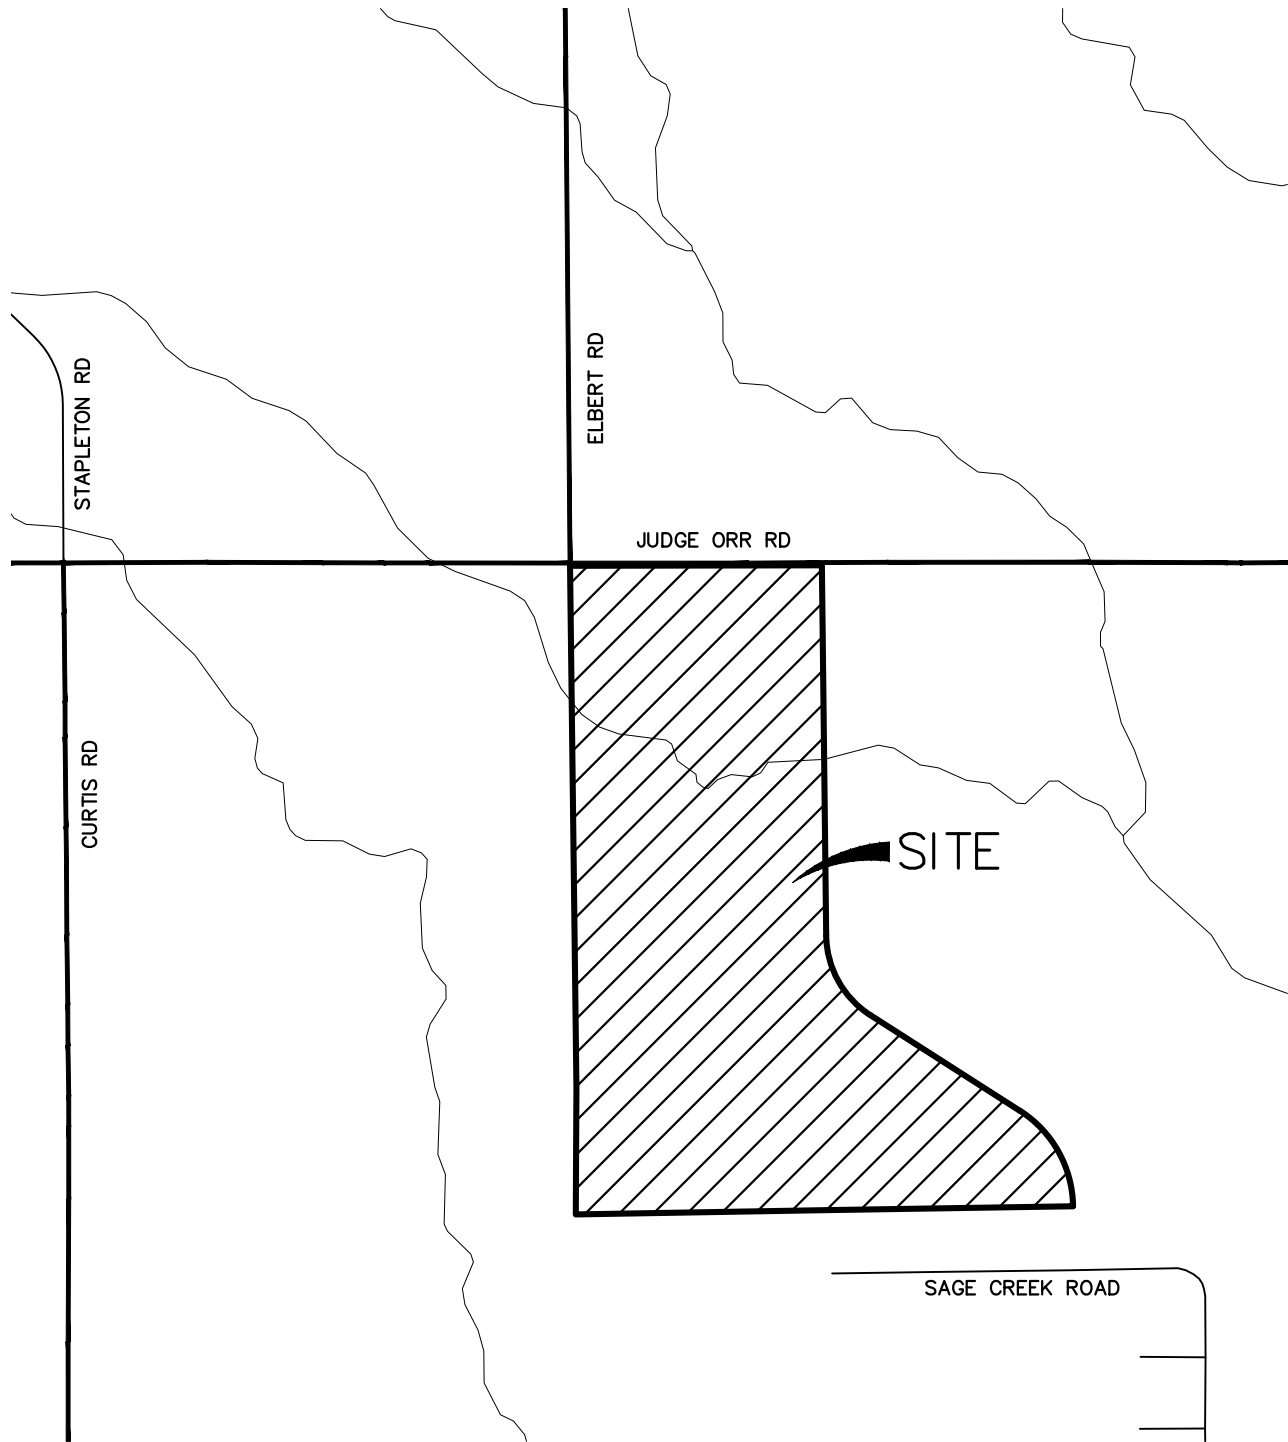 STAPLETON RD
ELBERT RD
JUDGE ORR RD
CURTIS RD
SITE
SAGE CREEK ROAD